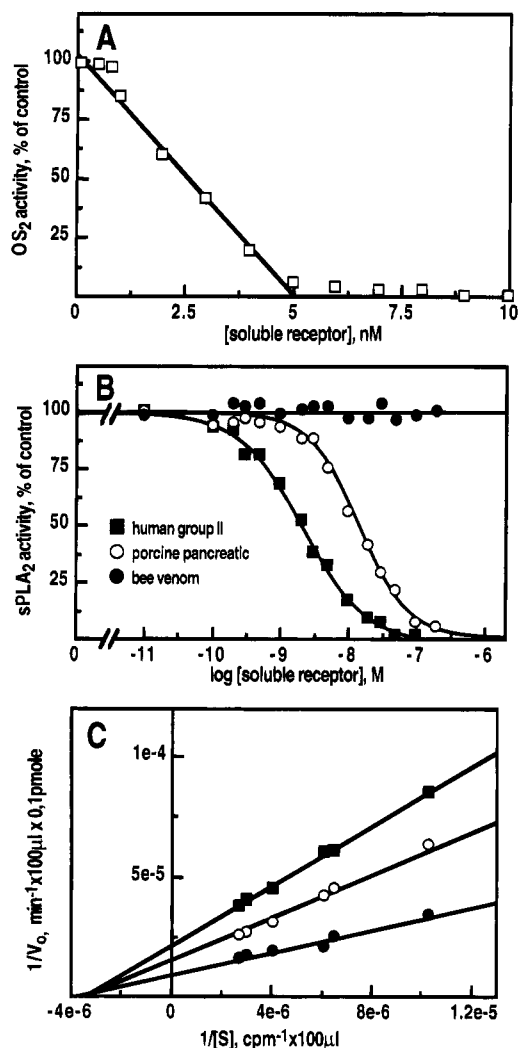 A
OS2 activity, % of control
100
75
50
25
0
2.5
5
7.5
10
[soluble receptor], nM
B
sPLA2 activity, % of control
100
75
50
25
human group II
porcine pancreatic
bee venom
0
-11
-10
-9
-8
-7
-6
log [soluble receptor], M
C
1/Vo, min-1x100µl x 0,1pmole
1e-4
5e-5
-4e-6
0
4e-6
8e-6
1.2e-5
1/[S], cpm-1x100µl